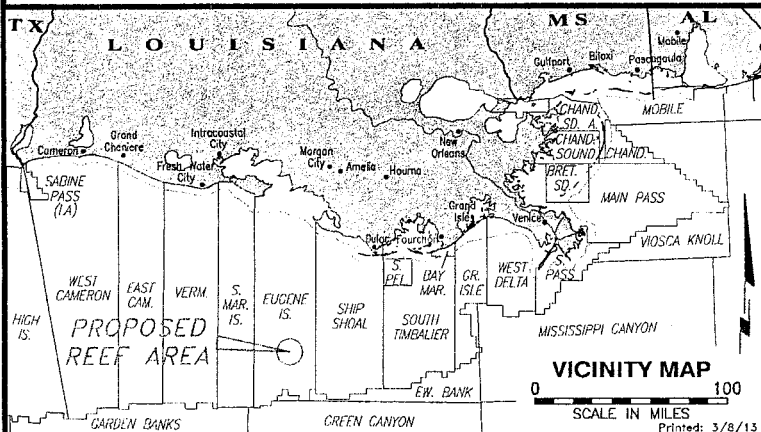 TX
LOUISIANA
MS
AL
Mobile
Gulfport
Biloxi
Pascagoula
MOBILE
CHAND.
SD. A.
CHAND.
SOUND
CHAND.
BRET.
SD.
MAIN PASS
VIOSCA KNOLL
Cameron
Grand
Cheniere
Intracoastal
City
Fresh Water
City
Morgan
City
Amelia
Houma
New
Orleans
Grand
Isle
Venice
Dulac
Fourchon
SABINE
PASS
(LA)
WEST
CAMERON
EAST
CAM.
VERM.
S.
MAR.
IS.
EUGENE
IS.
SHIP
SHOAL
S.
PEL.
BAY
MAR.
SOUTH
TIMBALIER
GR.
ISLE
WEST
DELTA
S.
PASS
HIGH
IS.
PROPOSED
REEF AREA
MISSISSIPPI CANYON
EW. BANK
GARDEN BANKS
GREEN CANYON
VICINITY MAP
0 100
SCALE IN MILES
Printed: 3/8/13